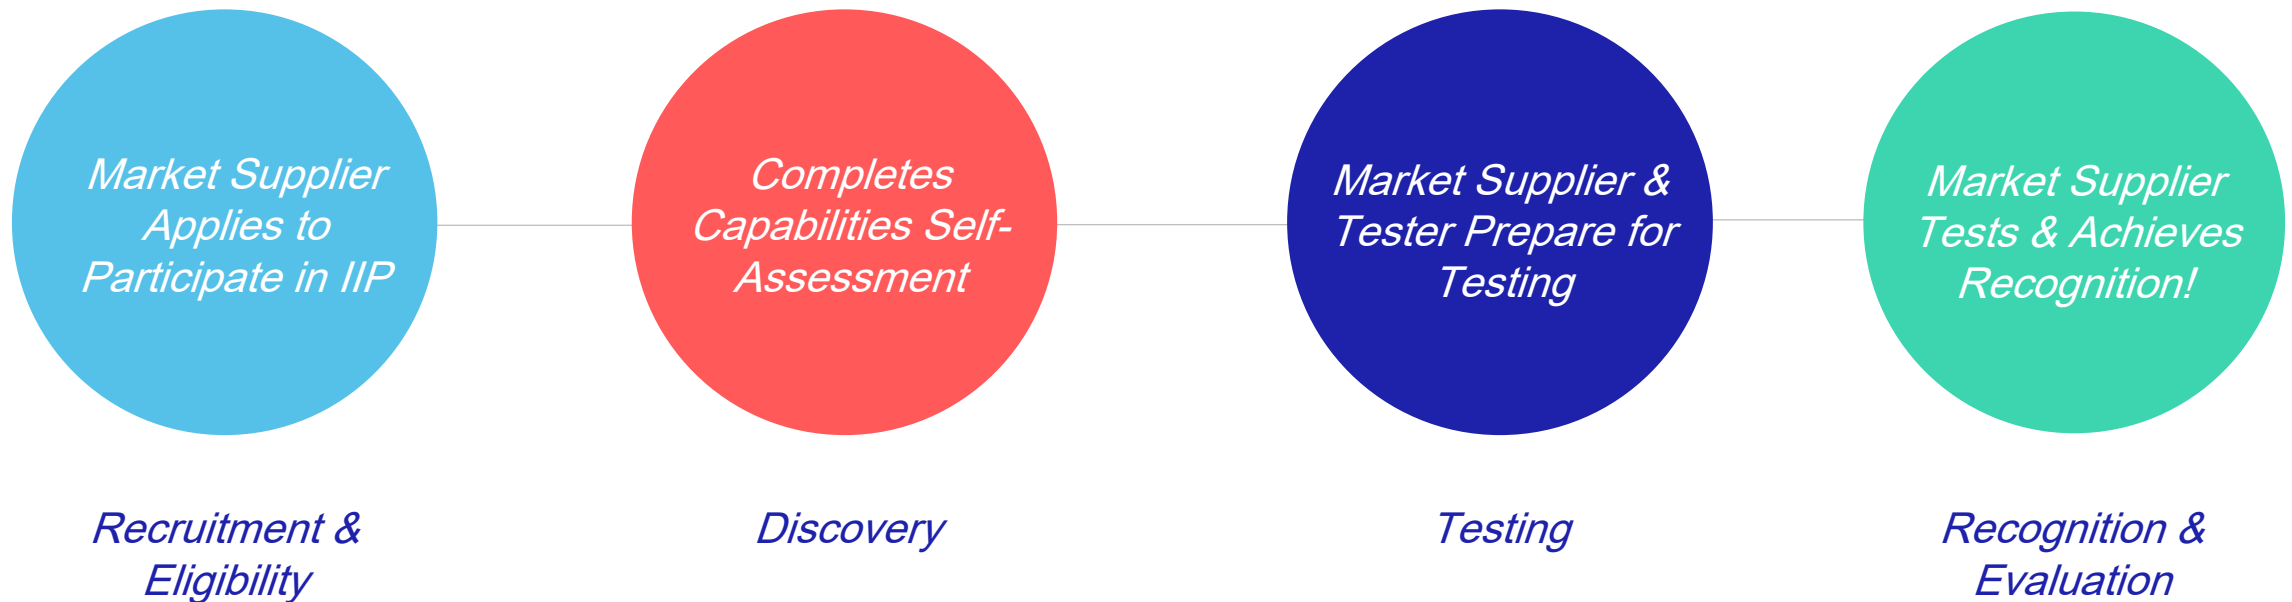 Market Supplier
Applies to
Participate in IIP
Completes
Capabilities Self-
Assessment
Market Supplier &
Tester Prepare for
Testing
Market Supplier
Tests & Achieves
Recognition!
Recruitment &
Eligibility
Discovery
Testing
Recognition &
Evaluation